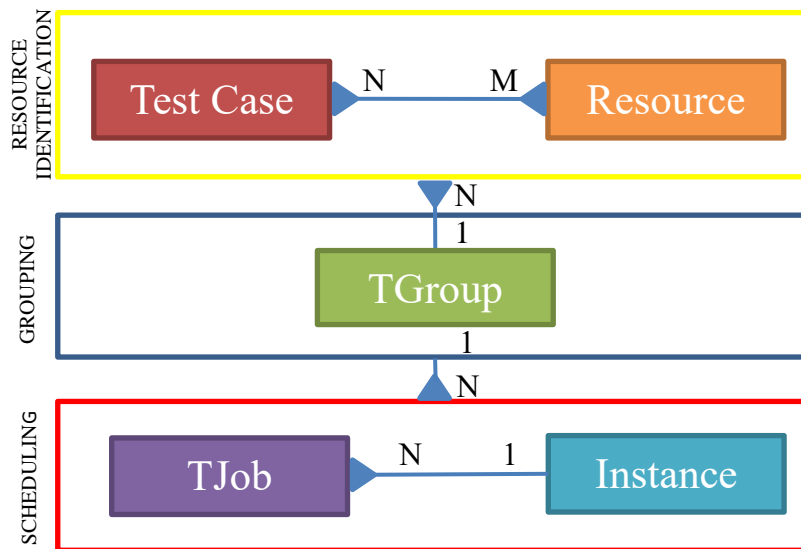 RESOURCE
IDENTIFICATION
Test Case
N
M
Resource
N
1
GROUPING
TGroup
1
N
SCHEDULING
TJob
N
1
Instance